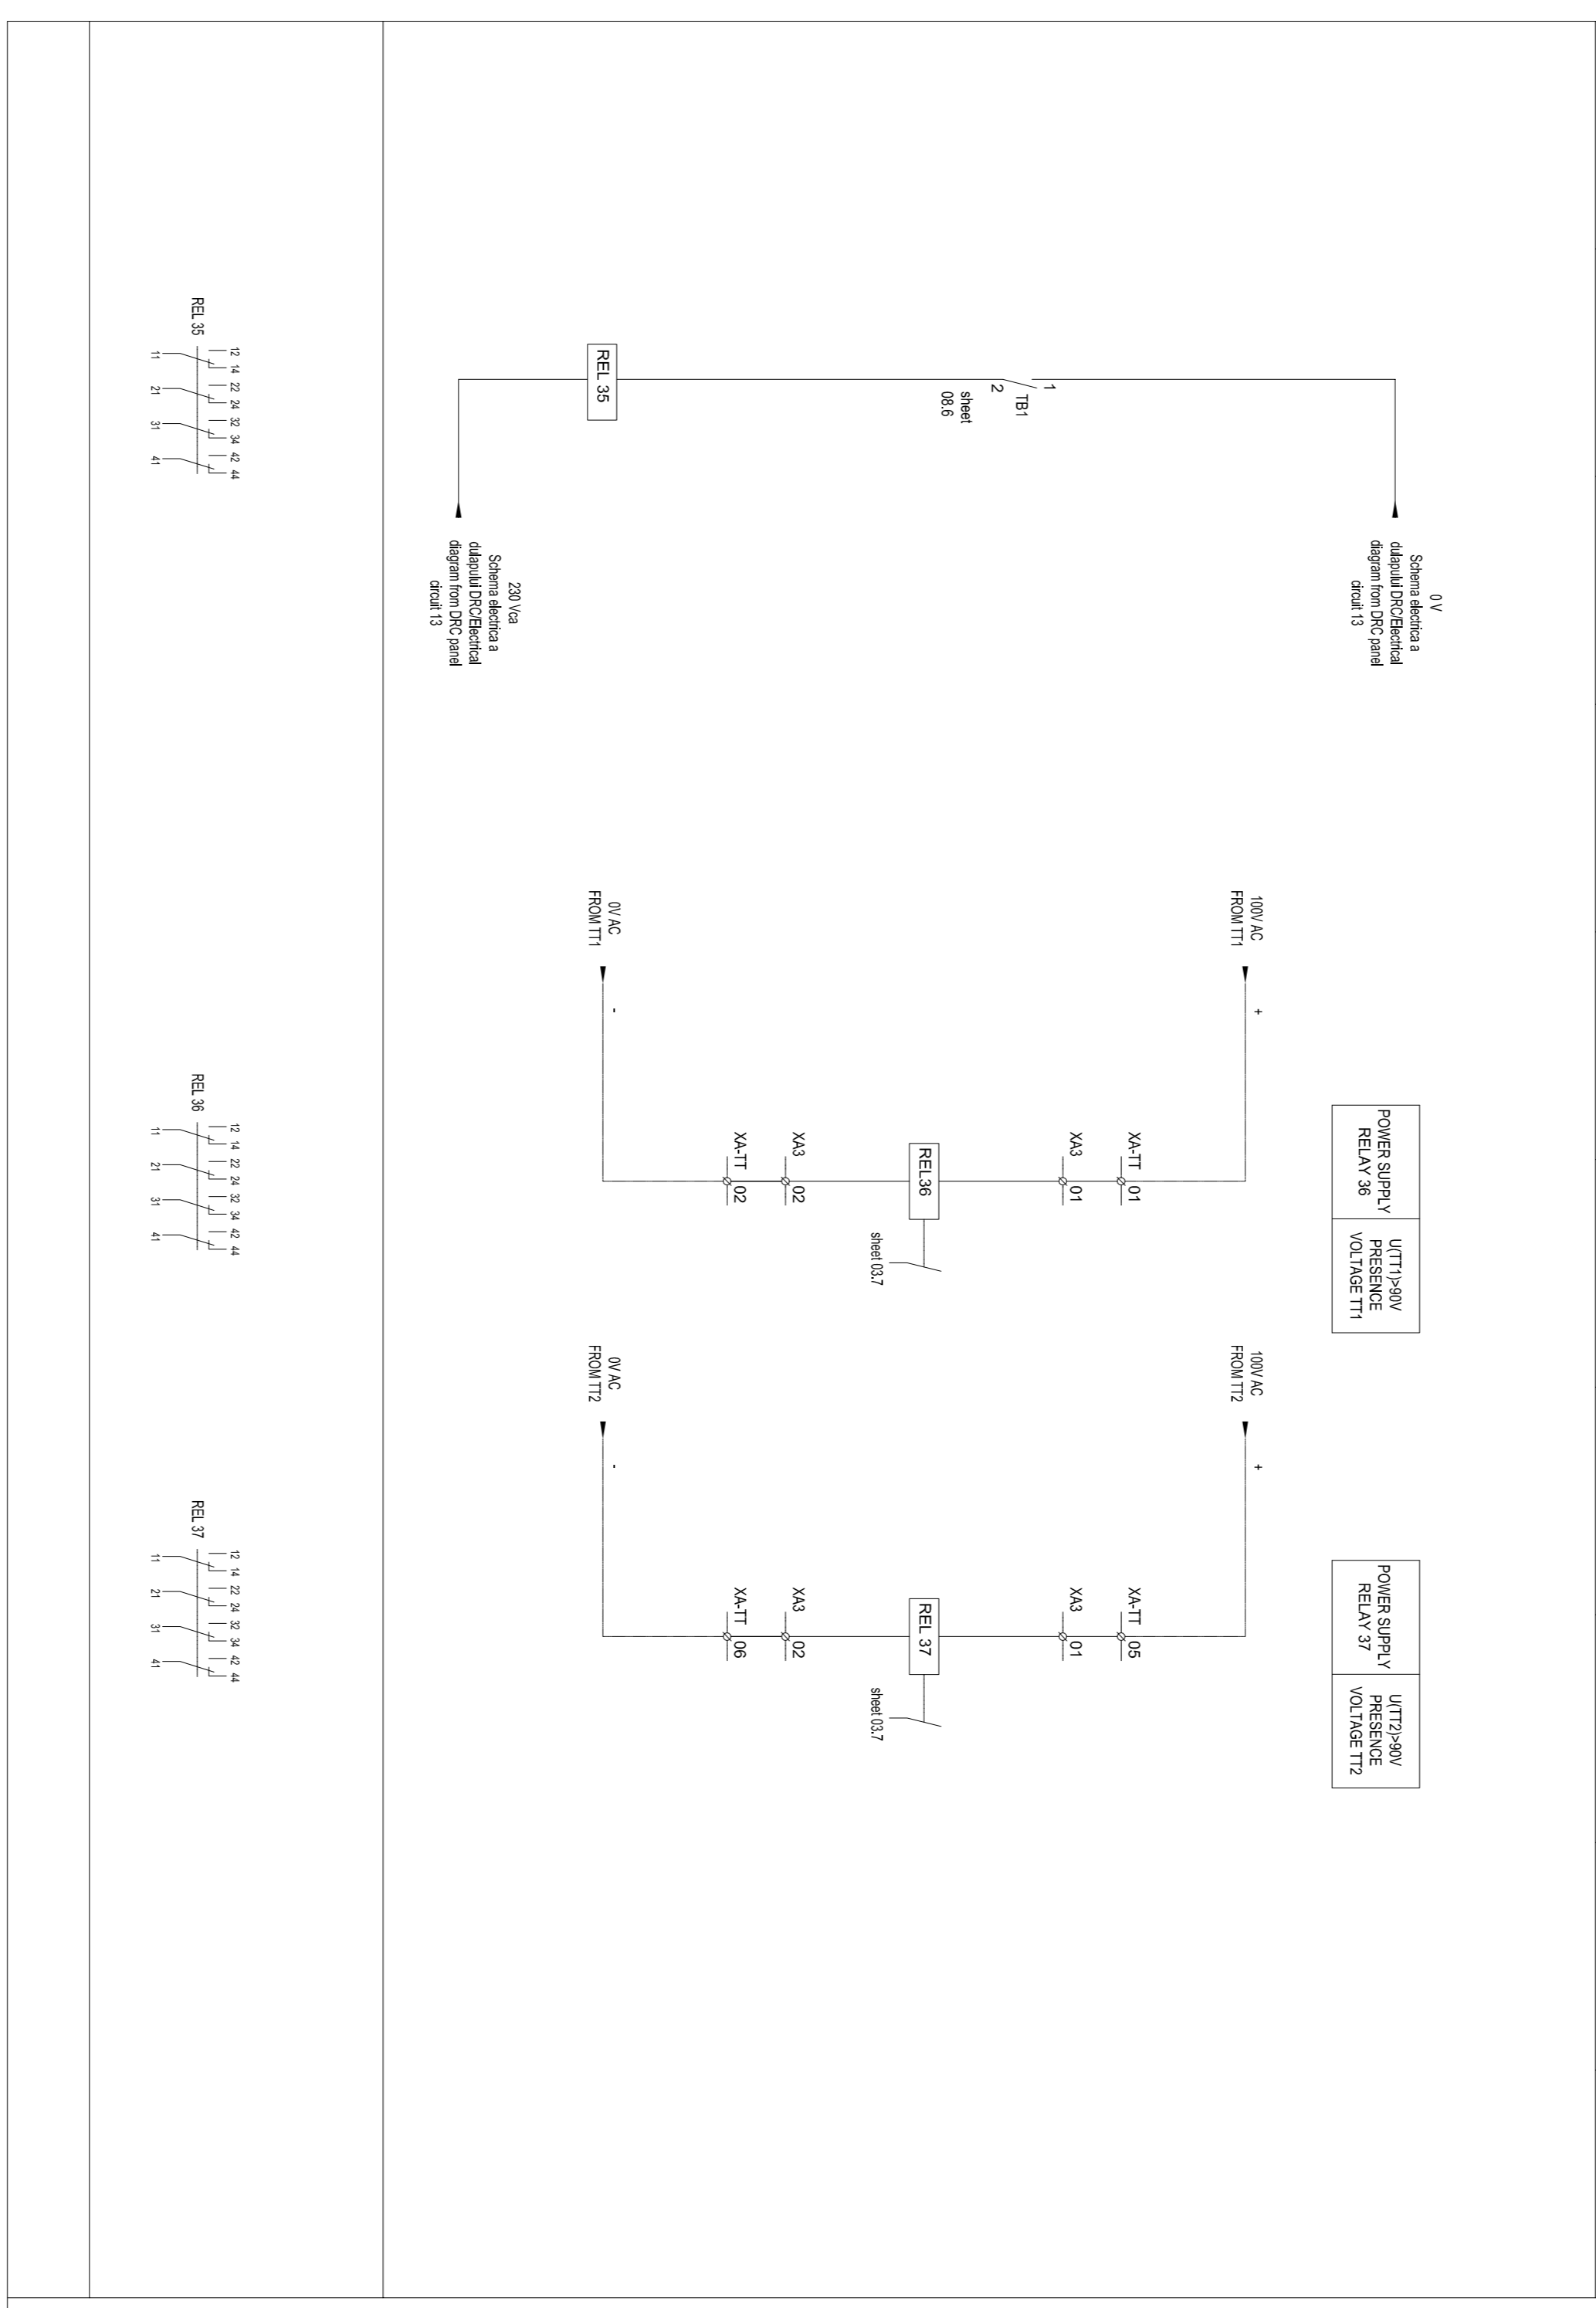 POWER SUPPLY
RELAY 36
U(TT1)>90V
PRESENCE
VOLTAGE TT1
POWER SUPPLY
RELAY 37
U(TT2)>90V
PRESENCE
VOLTAGE TT2
0 V
Schema electrica a
dulapului DRC/Electrical
diagram from DRC panel
circuit 13
100V AC
FROM TT1
+
100V AC
FROM TT2
+
1
TB1
2
sheet
08.6
XA-TT 01
XA3 01
REL36
sheet 03.7
XA3 02
XA-TT 02
XA-TT 05
XA3 01
REL 37
sheet 03.7
XA3 02
XA-TT 06
REL 35
0V AC
FROM TT1
-
0V AC
FROM TT2
-
230 Vca
Schema electrica a
dulapului DRC/Electrical
diagram from DRC panel
circuit 13
12 14 22 24 32 34 42 44
REL 35
11 21 31 41
12 14 22 24 32 34 42 44
REL 36
11 21 31 41
12 14 22 24 32 34 42 44
REL 37
11 21 31 41